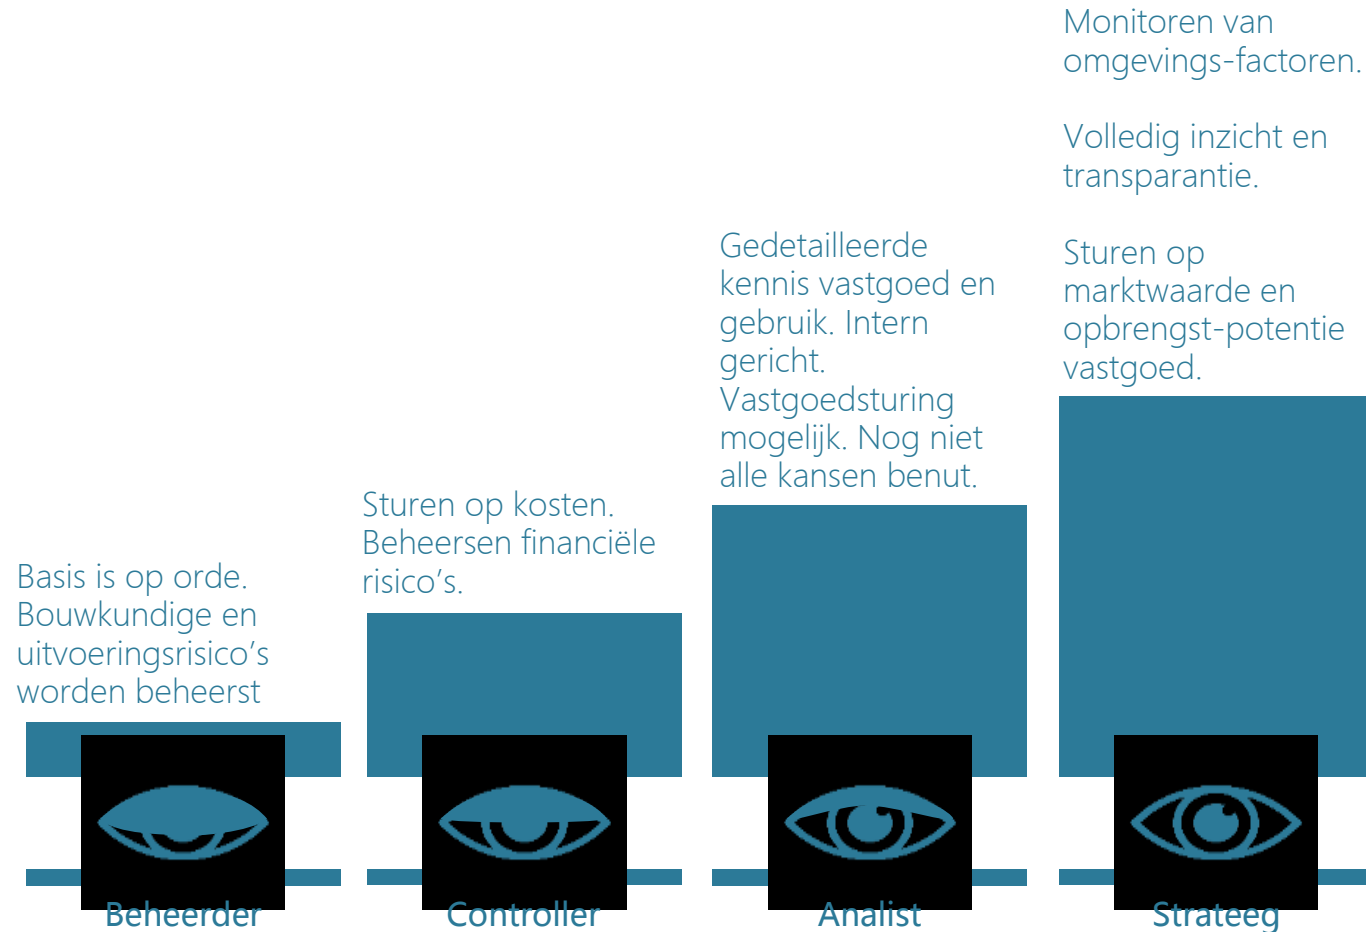 Basis is op orde.
Bouwkundige en
uitvoeringsrisico’s
worden beheerst
Beheerder
Sturen op kosten.
Beheersen financiële
risico’s.
Controller
Gedetailleerde
kennis vastgoed en
gebruik. Intern
gericht.
Vastgoedsturing
mogelijk. Nog niet
alle kansen benut.
Analist
Monitoren van
omgevings-factoren.
Volledig inzicht en
transparantie.
Sturen op
marktwaarde en
opbrengst-potentie
vastgoed.
Strateeg